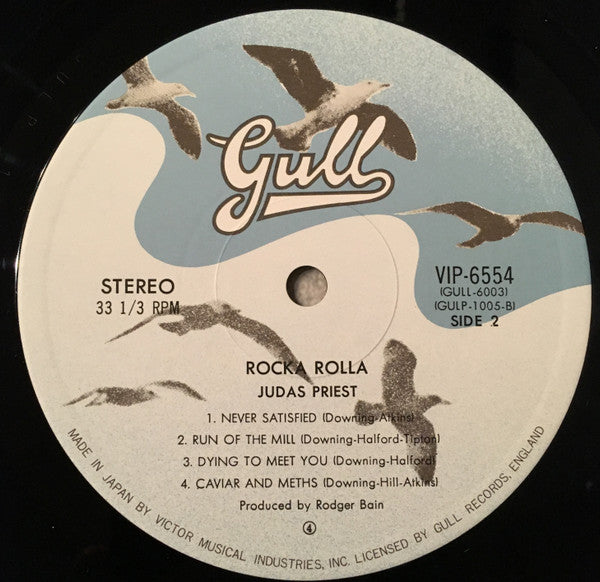 Gull
STEREO
33 1/3 RPM
VIP-6554
(GULL-6003)
(GULP-1005-B)
SIDE 2
ROCKA ROLLA
JUDAS PRIEST
1. NEVER SATISFIED (Downing-Atkins)
2. RUN OF THE MILL (Downing-Halford-Tipton)
3. DYING TO MEET YOU (Downing-Halford)
4. CAVIAR AND METHS (Downing-Hill-Atkins)
Produced by Rodger Bain
④
MADE IN JAPAN BY VICTOR MUSICAL INDUSTRIES, INC. LICENSED BY GULL RECORDS, ENGLAND